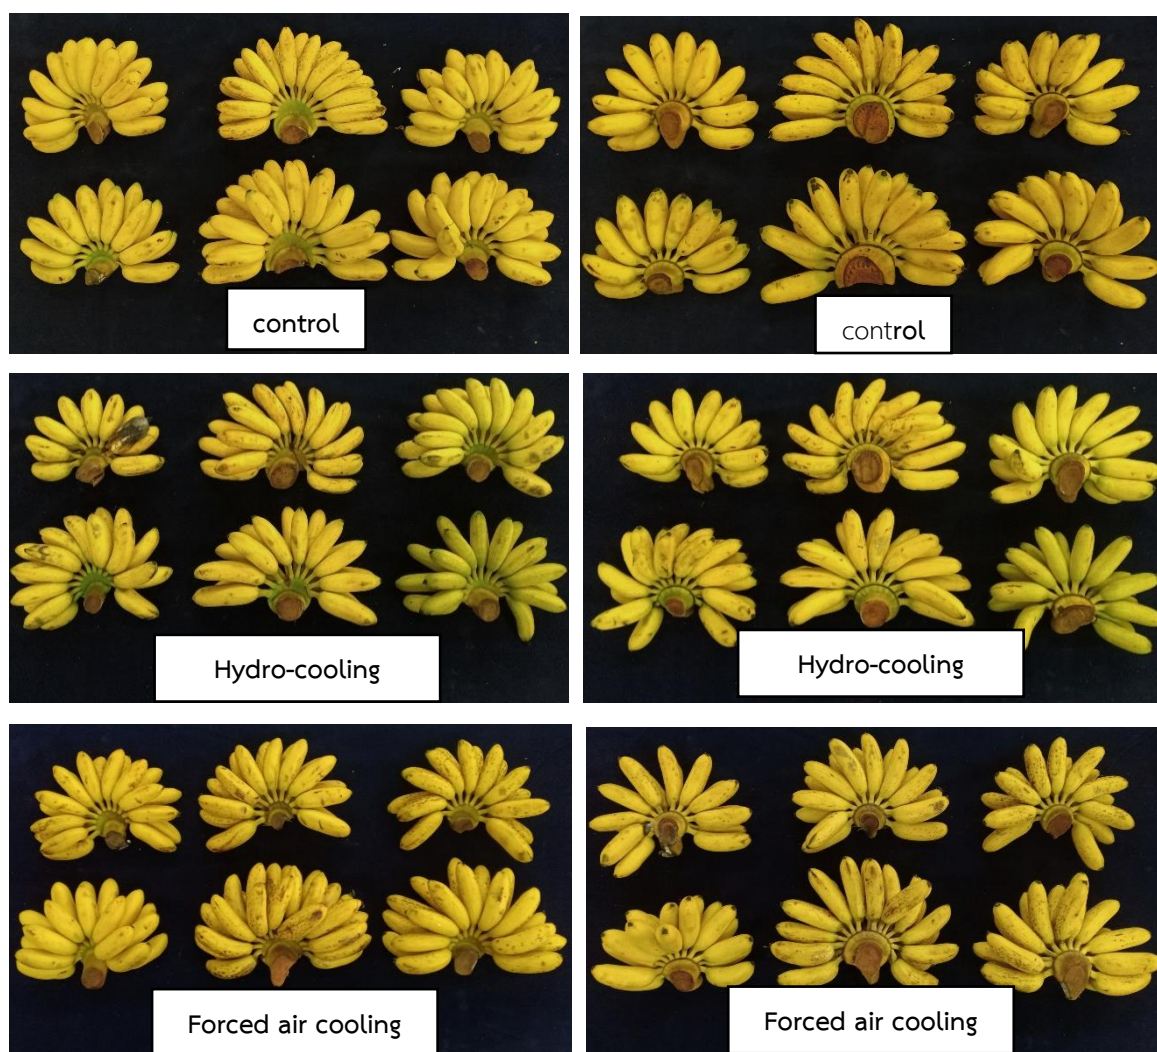 control
control
Hydro-cooling
Hydro-cooling
Forced air cooling
Forced air cooling